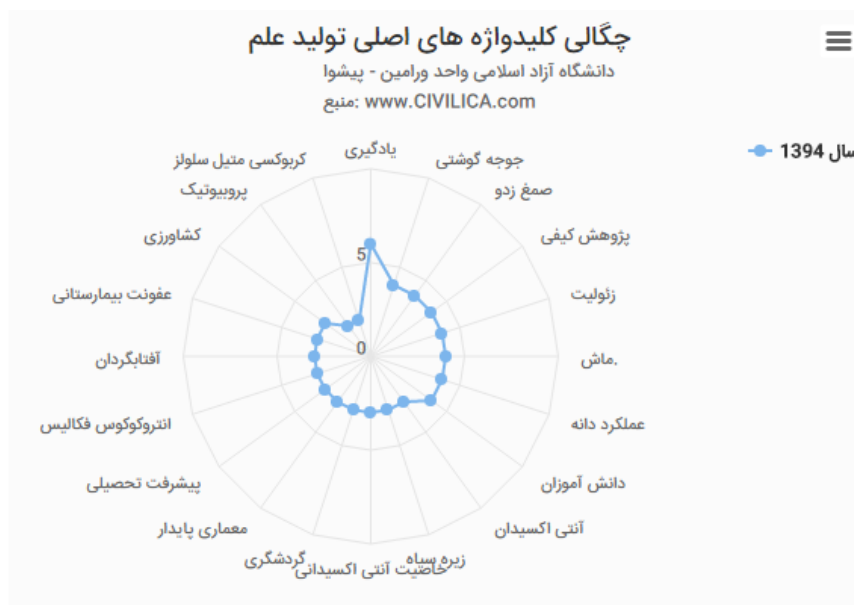 چگالی کلیدواژه های اصلی تولید علم
دانشگاه آزاد اسلامی واحد ورامین - پیشوا
منبع: www.CIVILICA.com
سال 1394
یادگیری
جوجه گوشتی
صمغ زدو
پژوهش کیفی
زئولیت
ماش.
عملکرد دانه
دانش آموزان
آنتی اکسیدان
زیره سیاه
خاصیت آنتی اکسیدانی
گردشگری
معماری پایدار
پیشرفت تحصیلی
انتروکوکوس فکالیس
آفتابگردان
عفونت بیمارستانی
کشاورزی
پروبیوتیک
کربوکسی متیل سلولز
5
0